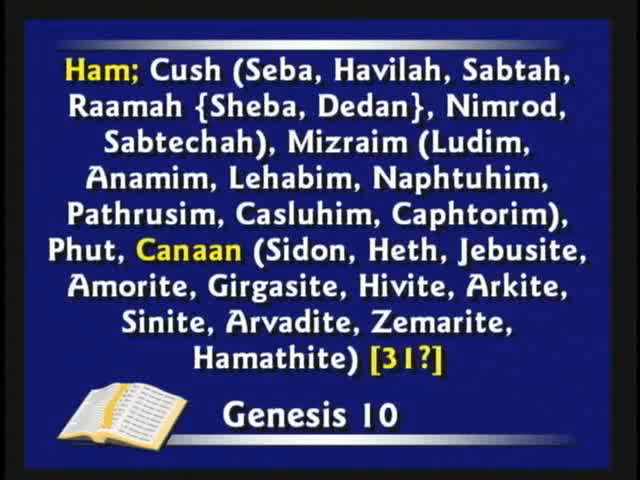 Ham; Cush (Seba, Havilah, Sabtah,
Raamah {Sheba, Dedan}, Nimrod,
Sabtechah), Mizraim (Ludim,
Anamim, Lehabim, Naphtuhim,
Pathrusim, Casluhim, Caphtorim),
Phut, Canaan (Sidon, Heth, Jebusite,
Amorite, Girgasite, Hivite, Arkite,
Sinite, Arvadite, Zemarite,
Hamathite) [31?]
Genesis 10